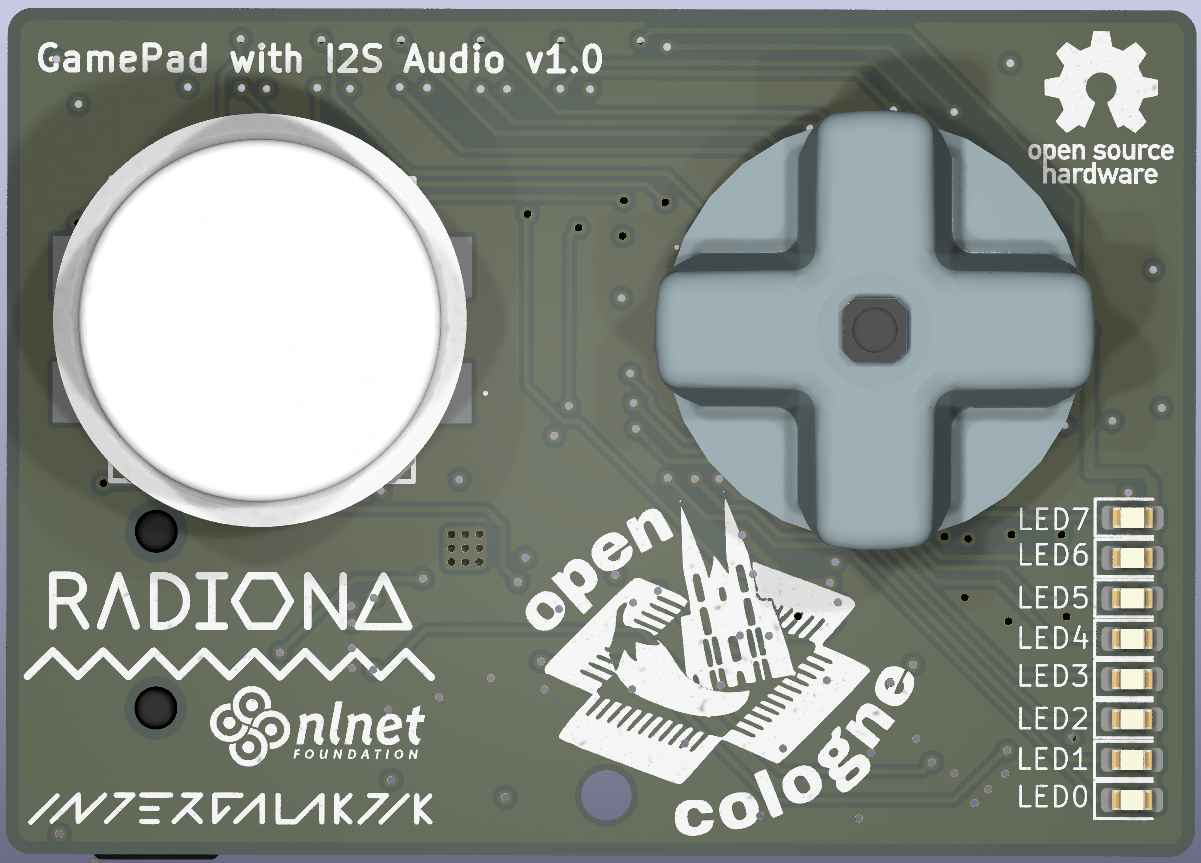 GamePad with I2S Audio v1.0
open source
hardware
LED7
LED6
LED5
LED4
LED3
LED2
LED1
LED0
RADIONA
nlnet
FOUNDATION
INTERGALAKTIK
open
cologne